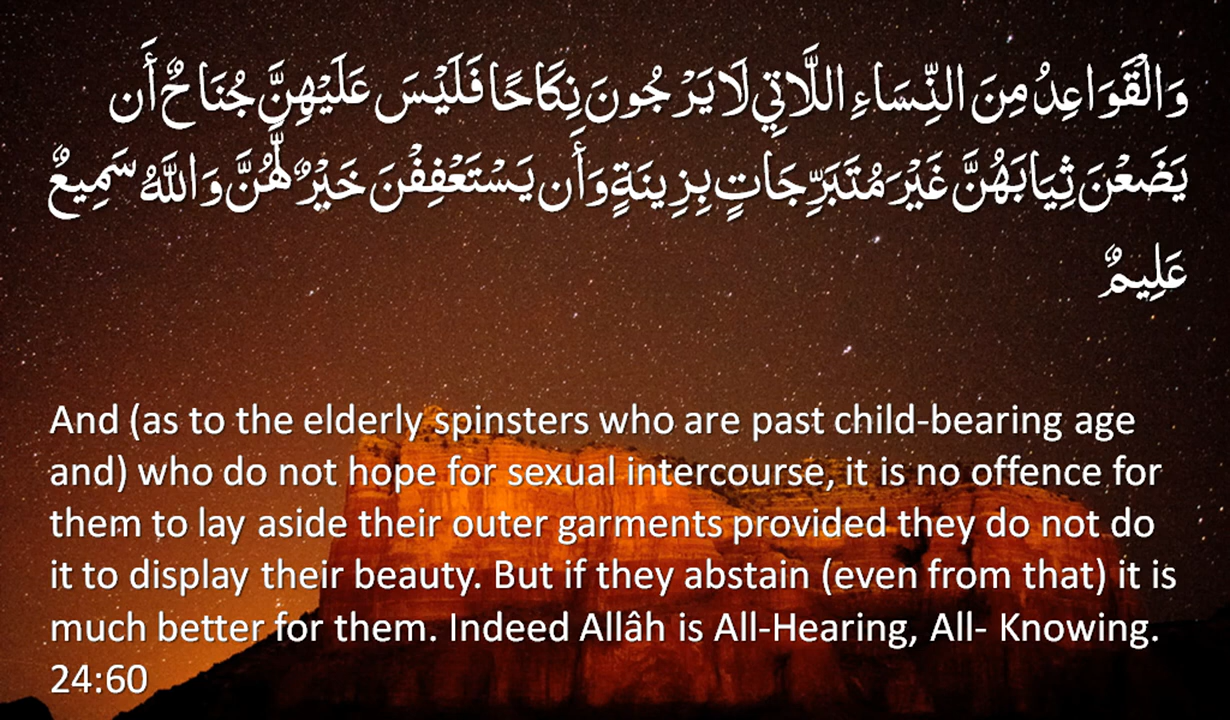 وَالْقَوَاعِدُ مِنَ النِّسَاءِ اللَّاتِي لَا يَرْجُونَ نِكَاحًا فَلَيْسَ عَلَيْهِنَّ جُنَاحٌ أَن
يَضَعْنَ ثِيَابَهُنَّ غَيْرَ مُتَبَرِّجَاتٍ بِزِينَةٍ وَأَن يَسْتَعْفِفْنَ خَيْرٌ لَّهُنَّ وَاللَّهُ سَمِيعٌ
عَلِيمٌ
And (as to the elderly spinsters who are past child-bearing age
and) who do not hope for sexual intercourse, it is no offence for
them to lay aside their outer garments provided they do not do
it to display their beauty. But if they abstain (even from that) it is
much better for them. Indeed Allâh is All-Hearing, All- Knowing.
24:60